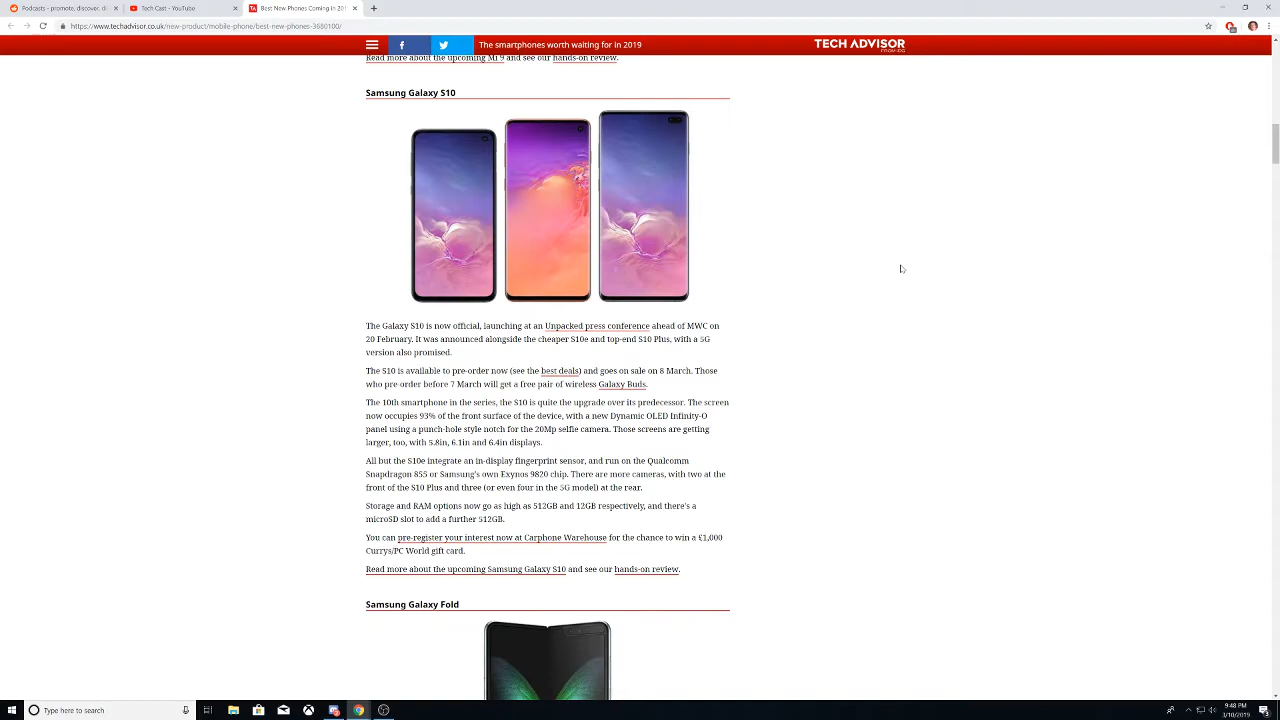 Podcasts - promote, discover, di
Tech Cast - YouTube
Best New Phones Coming in 201
https://www.techadvisor.co.uk/new-product/mobile-phone/best-new-phones-3680100/
The smartphones worth waiting for in 2019
TECH ADVISOR
FROM IDG
Read more about the upcoming Mi 9 and see our hands-on review.
Samsung Galaxy S10
The Galaxy S10 is now official, launching at an Unpacked press conference ahead of MWC on
20 February. It was announced alongside the cheaper S10e and top-end S10 Plus, with a 5G
version also promised.
The S10 is available to pre-order now (see the best deals) and goes on sale on 8 March. Those
who pre-order before 7 March will get a free pair of wireless Galaxy Buds.
The 10th smartphone in the series, the S10 is quite the upgrade over its predecessor. The screen
now occupies 93% of the front surface of the device, with a new Dynamic OLED Infinity-O
panel using a punch-hole style notch for the 20Mp selfie camera. Those screens are getting
larger, too, with 5.8in, 6.1in and 6.4in displays.
All but the S10e integrate an in-display fingerprint sensor, and run on the Qualcomm
Snapdragon 855 or Samsung's own Exynos 9820 chip. There are more cameras, with two at the
front of the S10 Plus and three (or even four in the 5G model) at the rear.
Storage and RAM options now go as high as 512GB and 12GB respectively, and there's a
microSD slot to add a further 512GB.
You can pre-register your interest now at Carphone Warehouse for the chance to win a £1,000
Currys/PC World gift card.
Read more about the upcoming Samsung Galaxy S10 and see our hands-on review.
Samsung Galaxy Fold
Type here to search
9:48 PM
3/10/2019